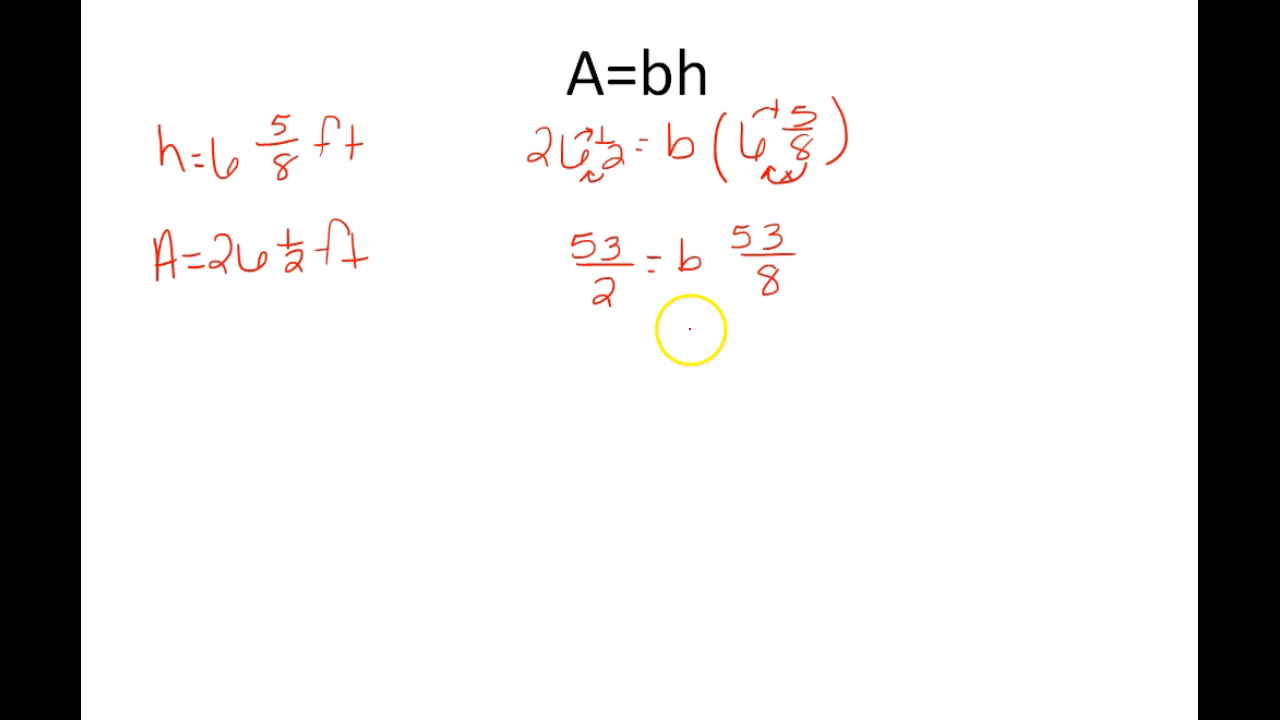 A=bh
h=6 5/8 ft
26 1/2 = b (6 5/8)
+
x
A=26 1/2 ft
53/2 = b 53/8